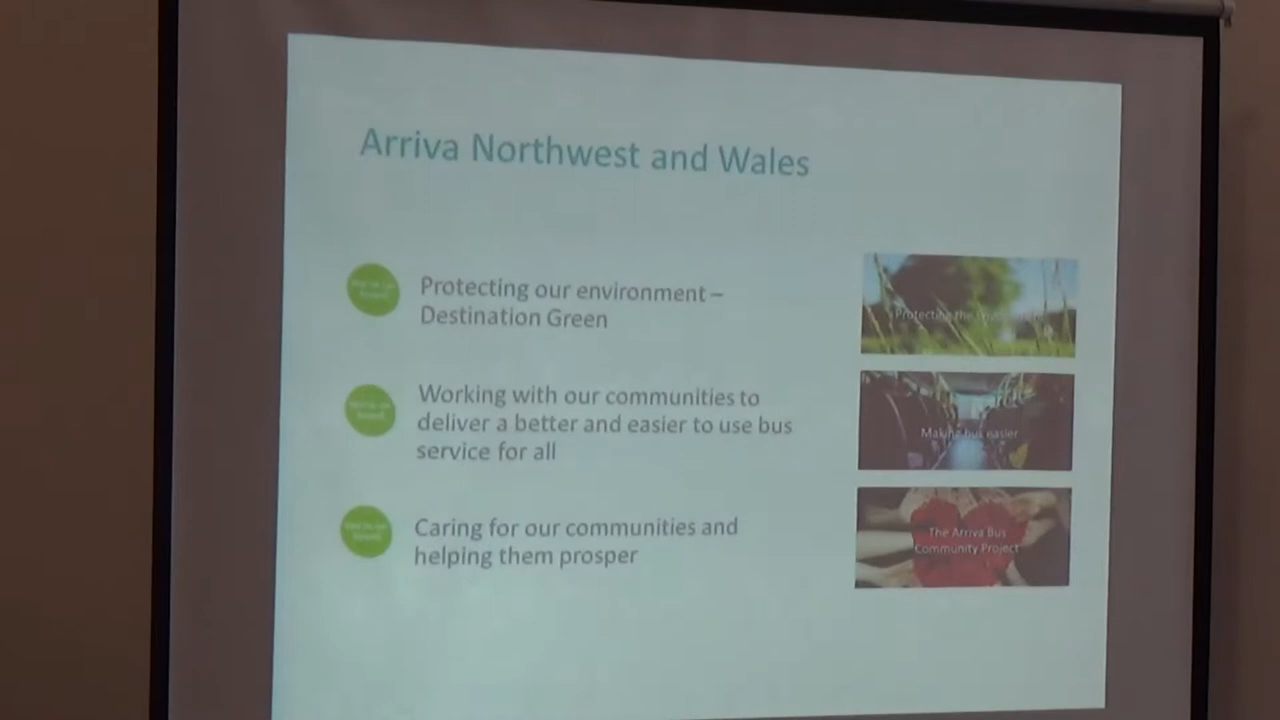 Arriva Northwest and Wales
Protecting our environment –
Destination Green
Protecting the
Working with our communities to
deliver a better and easier to use bus
service for all
Making bus easier
Caring for our communities and
helping them prosper
The Arriva Bus
Community Project